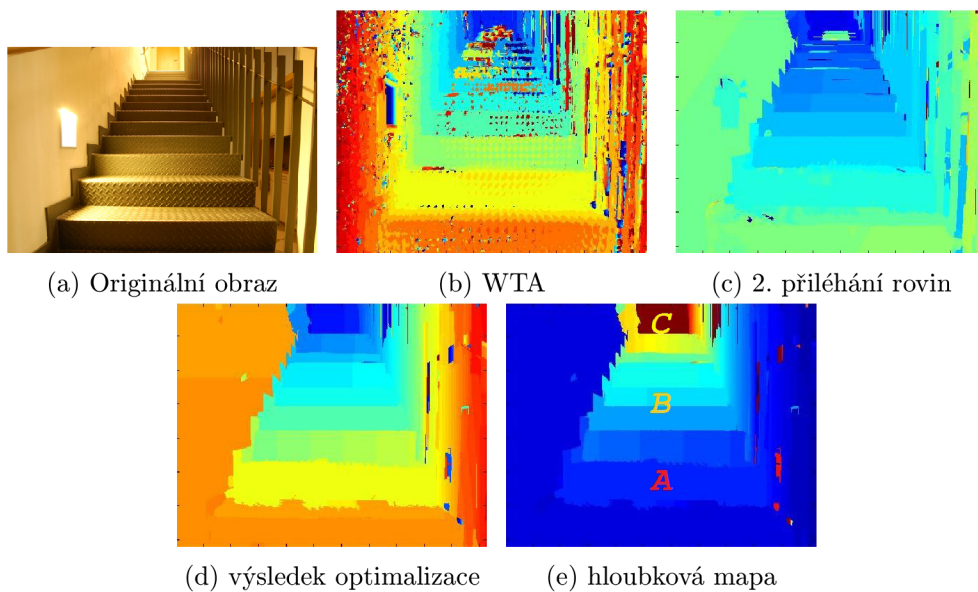 (a) Originální obraz
(b) WTA
(c) 2. přiléhání rovin
C
B
A
(d) výsledek optimalizace
(e) hloubková mapa